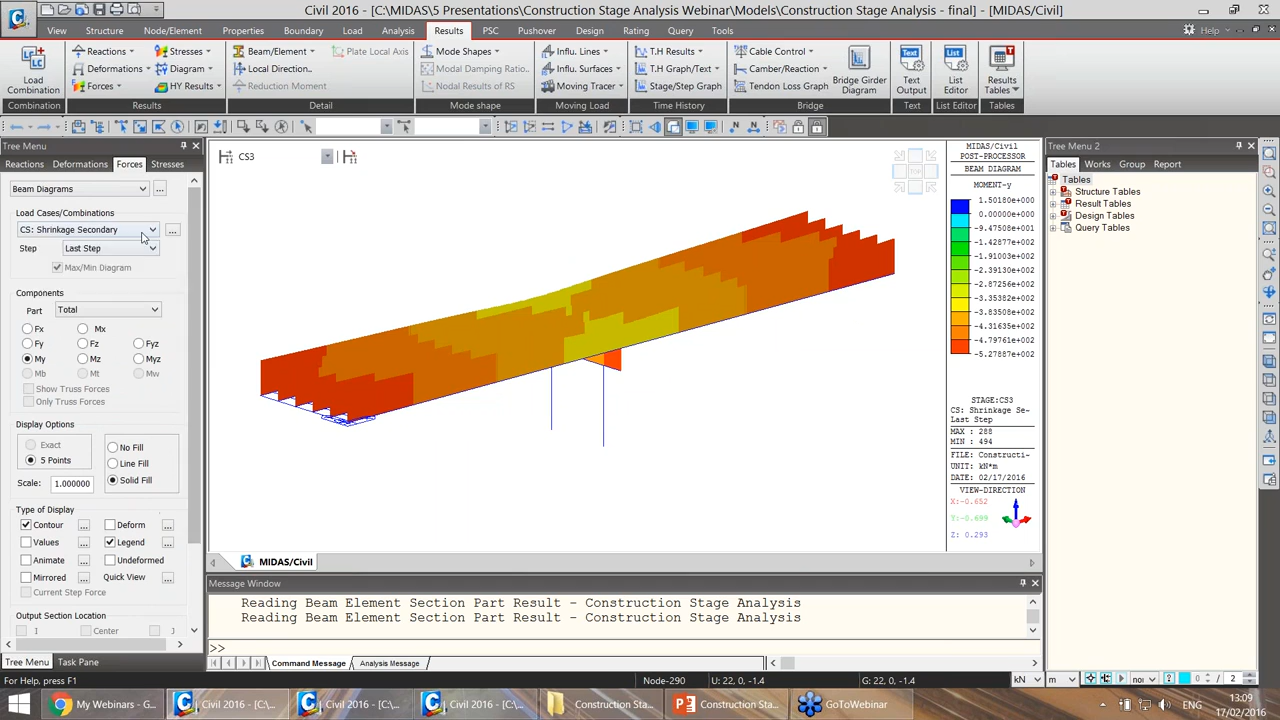 Civil 2016 - [C:\MIDAS\5 Presentations\Construction Stage Analysis Webinar\Models\Construction Stage Analysis - final] - [MIDAS/Civil]
View Structure Node/Element Properties Boundary Load Analysis Results PSC Pushover Design Rating Query Tools Help
Reactions Stresses Beam/Element Plate Local Axis Mode Shapes Influ. Lines T.H Results Cable Control
Load Combination Deformations Diagrams Local Direction Modal Damping Ratio Influ. Surfaces T.H Graph/Text Camber/Reaction Bridge Girder Diagram Text Output List Editor Results Tables
Forces HY Results Reduction Moment Nodal Results of RS Moving Tracer Stage/Step Graph Tendon Loss Graph
Combination Results Detail Mode shape Moving Load Time History Bridge Text List Editor Tables
Tree Menu
Reactions Deformations Forces Stresses
Beam Diagrams ...
Load Cases/Combinations
CS: Shrinkage Secondary ...
Step Last Step
Max/Min Diagram
Components
Part Total
Fx Mx
Fy Fz Fyz
My Mz Myz
Mb Mt Mw
Show Truss Forces
Only Truss Forces
Display Options
Exact No Fill
5 Points Line Fill
Scale: 1.000000 Solid Fill
Type of Display
Contour ... Deform ...
Values ... Legend ...
Animate ... Undeformed
Mirrored ... Quick View ...
Current Step Force
Output Section Location
I Center J
Tree Menu Task Pane
CS3
TOP
MIDAS/Civil
POST-PROCESSOR
BEAM DIAGRAM
MOMENT-y
1.50180e+000
0.00000e+000
-9.47501e+000
-1.42877e+002
-1.91003e+002
-2.39130e+002
-2.87256e+002
-3.35382e+002
-3.83508e+002
-4.31635e+002
-4.79761e+002
-5.27887e+002
STAGE:CS3
CS: Shrinkage Se-
Last Step
MAX : 288
MIN : 494
FILE: Constructi-
UNIT: kN*m
DATE: 02/17/2016
VIEW-DIRECTION
X:-0.652
Y:-0.699
Z: 0.293
MIDAS/Civil
Message Window
Reading Beam Element Section Part Result - Construction Stage Analysis
Reading Beam Element Section Part Result - Construction Stage Analysis
>>
Command Message Analysis Message
Tree Menu 2
Tables Works Group Report
Tables
Structure Tables
Result Tables
Design Tables
Query Tables
For Help, press F1 Node-290 U: 22, 0, -1.4 G: 22, 0, -1.4 kN m 0 / 2
My Webinars - G... Civil 2016 - [C:\... Civil 2016 - [C:\... Civil 2016 - [C:\... Construction Sta... Construction Sta... GoToWebinar ENG
13:09
17/02/2016